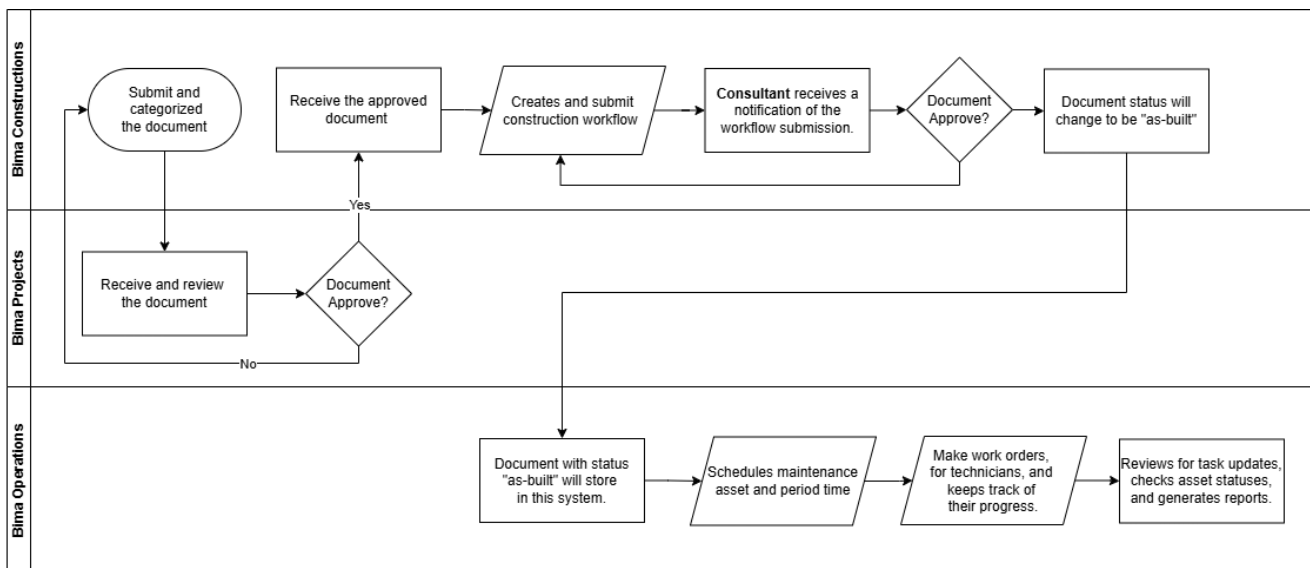 Bima Constructions
Submit and
categorized
the document
Receive the approved
document
Creates and submit
construction workflow
Consultant receives a
notification of the
workflow submission.
Document
Approve?
Document status will
change to be "as-built"
Yes
Bima Projects
Receive and review
the document
Document
Approve?
No
Bima Operations
Document with status
"as-built" will store
in this system.
Schedules maintenance
asset and period time
Make work orders,
for technicians, and
keeps track of
their progress.
Reviews for task updates,
checks asset statuses,
and generates reports.